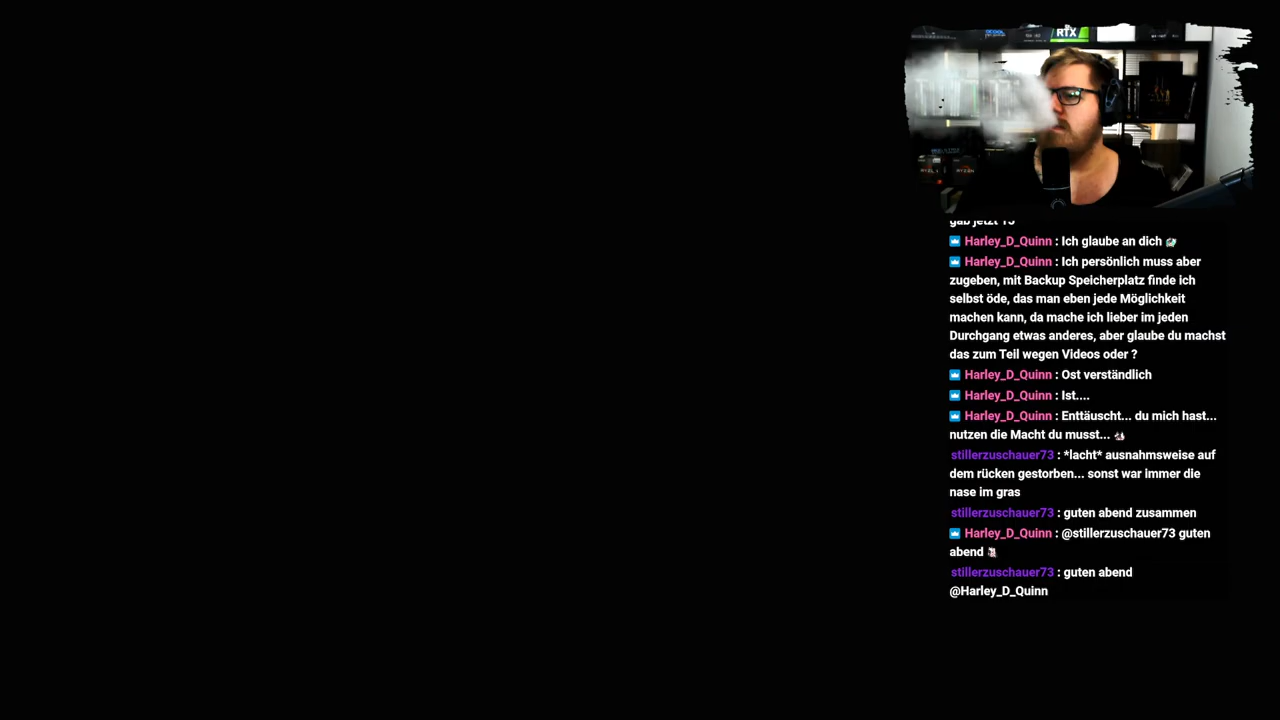 RTX
gab jetzt 15
Harley_D_Quinn : Ich glaube an dich
Harley_D_Quinn : Ich persönlich muss aber
zugeben, mit Backup Speicherplatz finde ich
selbst öde, das man eben jede Möglichkeit
machen kann, da mache ich lieber im jeden
Durchgang etwas anderes, aber glaube du machst
das zum Teil wegen Videos oder ?
Harley_D_Quinn : Ost verständlich
Harley_D_Quinn : Ist....
Harley_D_Quinn : Enttäuscht... du mich hast...
nutzen die Macht du musst...
stillerzuschauer73 : *lacht* ausnahmsweise auf
dem rücken gestorben... sonst war immer die
nase im gras
stillerzuschauer73 : guten abend zusammen
Harley_D_Quinn : @stillerzuschauer73 guten
abend
stillerzuschauer73 : guten abend
@Harley_D_Quinn